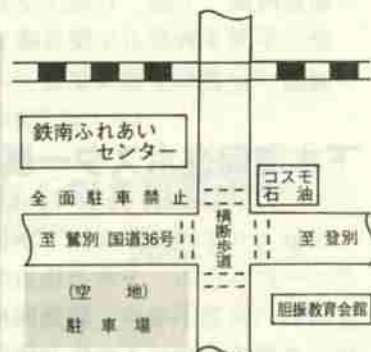 鉄南ふれあい
センター
コスモ
石油
全面駐車禁止
横断歩道
至 鷲別 国道36号
至 登別
(空 地)
駐 車 場
胆振教育会館